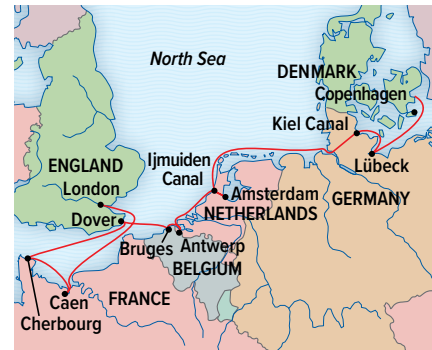 North Sea
DENMARK
Copenhagen
Kiel Canal
Lübeck
GERMANY
Ijmuiden
Canal
Amsterdam
NETHERLANDS
ENGLAND
London
Dover
Bruges
Antwerp
BELGIUM
Caen
FRANCE
Cherbourg